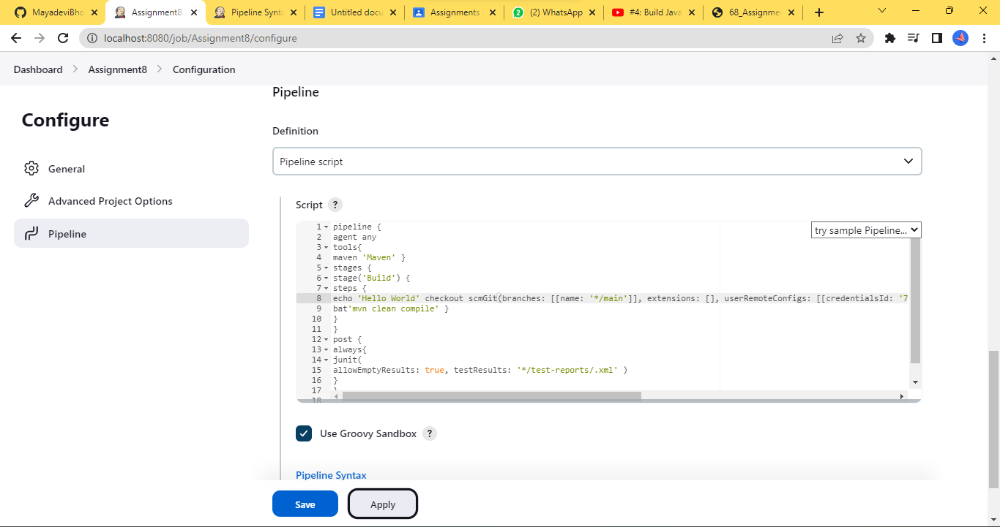 MayadeviBho
Assignment8
Pipeline Synta
Untitled docu
Assignments
(2) WhatsApp
#4: Build Java
68_Assignme
localhost:8080/job/Assignment8/configure
Dashboard > Assignment8 > Configuration
Configure
General
Advanced Project Options
Pipeline
Pipeline
Definition
Pipeline script
Script ?
try sample Pipeline...
1 pipeline {
2 agent any
3 tools{
4 maven 'Maven' }
5 stages {
6 stage('Build') {
7 steps {
8 echo 'Hello World' checkout scmGit(branches: [[name: '*/main']], extensions: [], userRemoteConfigs: [[credentialsId: '7
9 bat'mvn clean compile' }
10 }
11 }
12 post {
13 always{
14 junit(
15 allowEmptyResults: true, testResults: '*/test-reports/.xml' )
16 }
17 }
18
Use Groovy Sandbox ?
Pipeline Syntax
Save
Apply